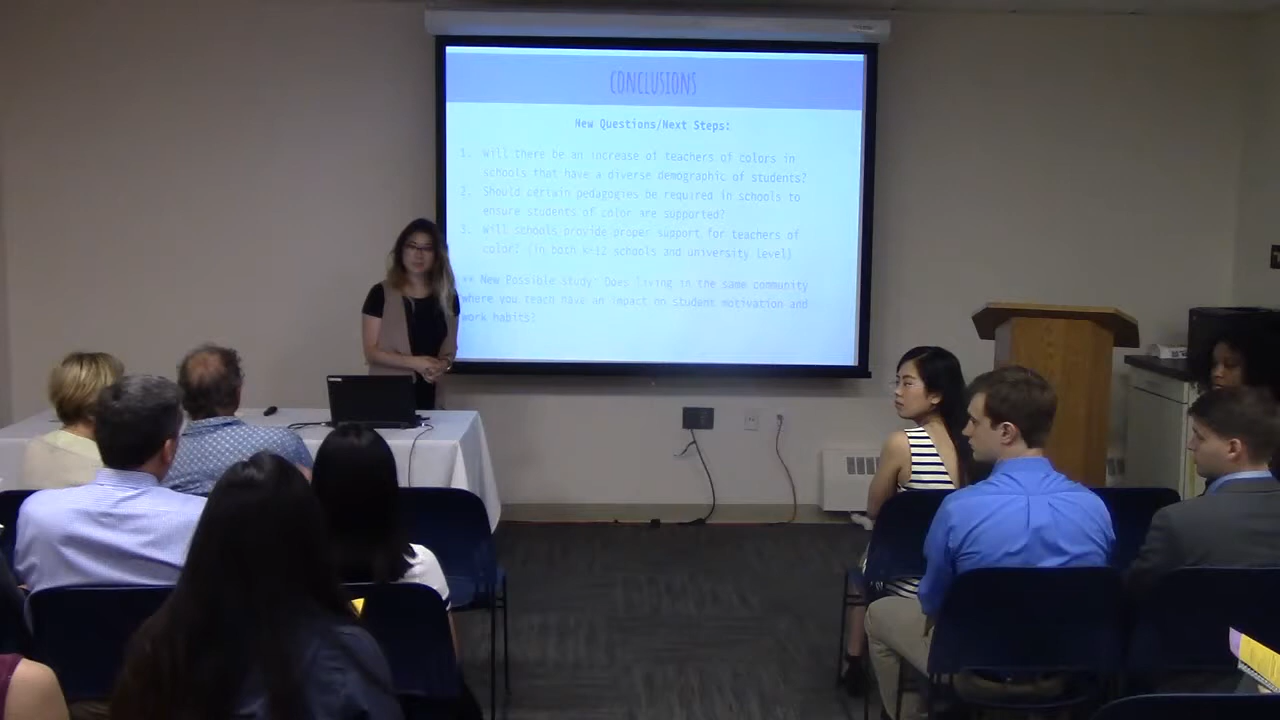 CONCLUSIONS
New Questions/Next Steps:
1. Will there be an increase of teachers of colors in
schools that have a diverse demographic of students?
2. Should certain pedagogies be required in schools to
ensure students of color are supported?
3. Will schools provide proper support for teachers of
color? (in both k-12 schools and university level)
** New Possible study: Does living in the same community
where you teach have an impact on student motivation and
work habits?